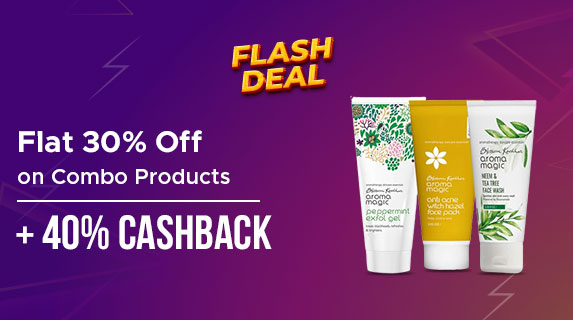 FLASH
DEAL
Flat 30% Off
on Combo Products
+ 40% CASHBACK
Blossom Kochhar
aroma
magic
peppermint
exfol gel
Blossom Kochhar
aroma
magic
anti acne
witch hazel
face pack
Blossom Kochhar
aroma
magic
NEEM &
TEA TREE
FACE WASH